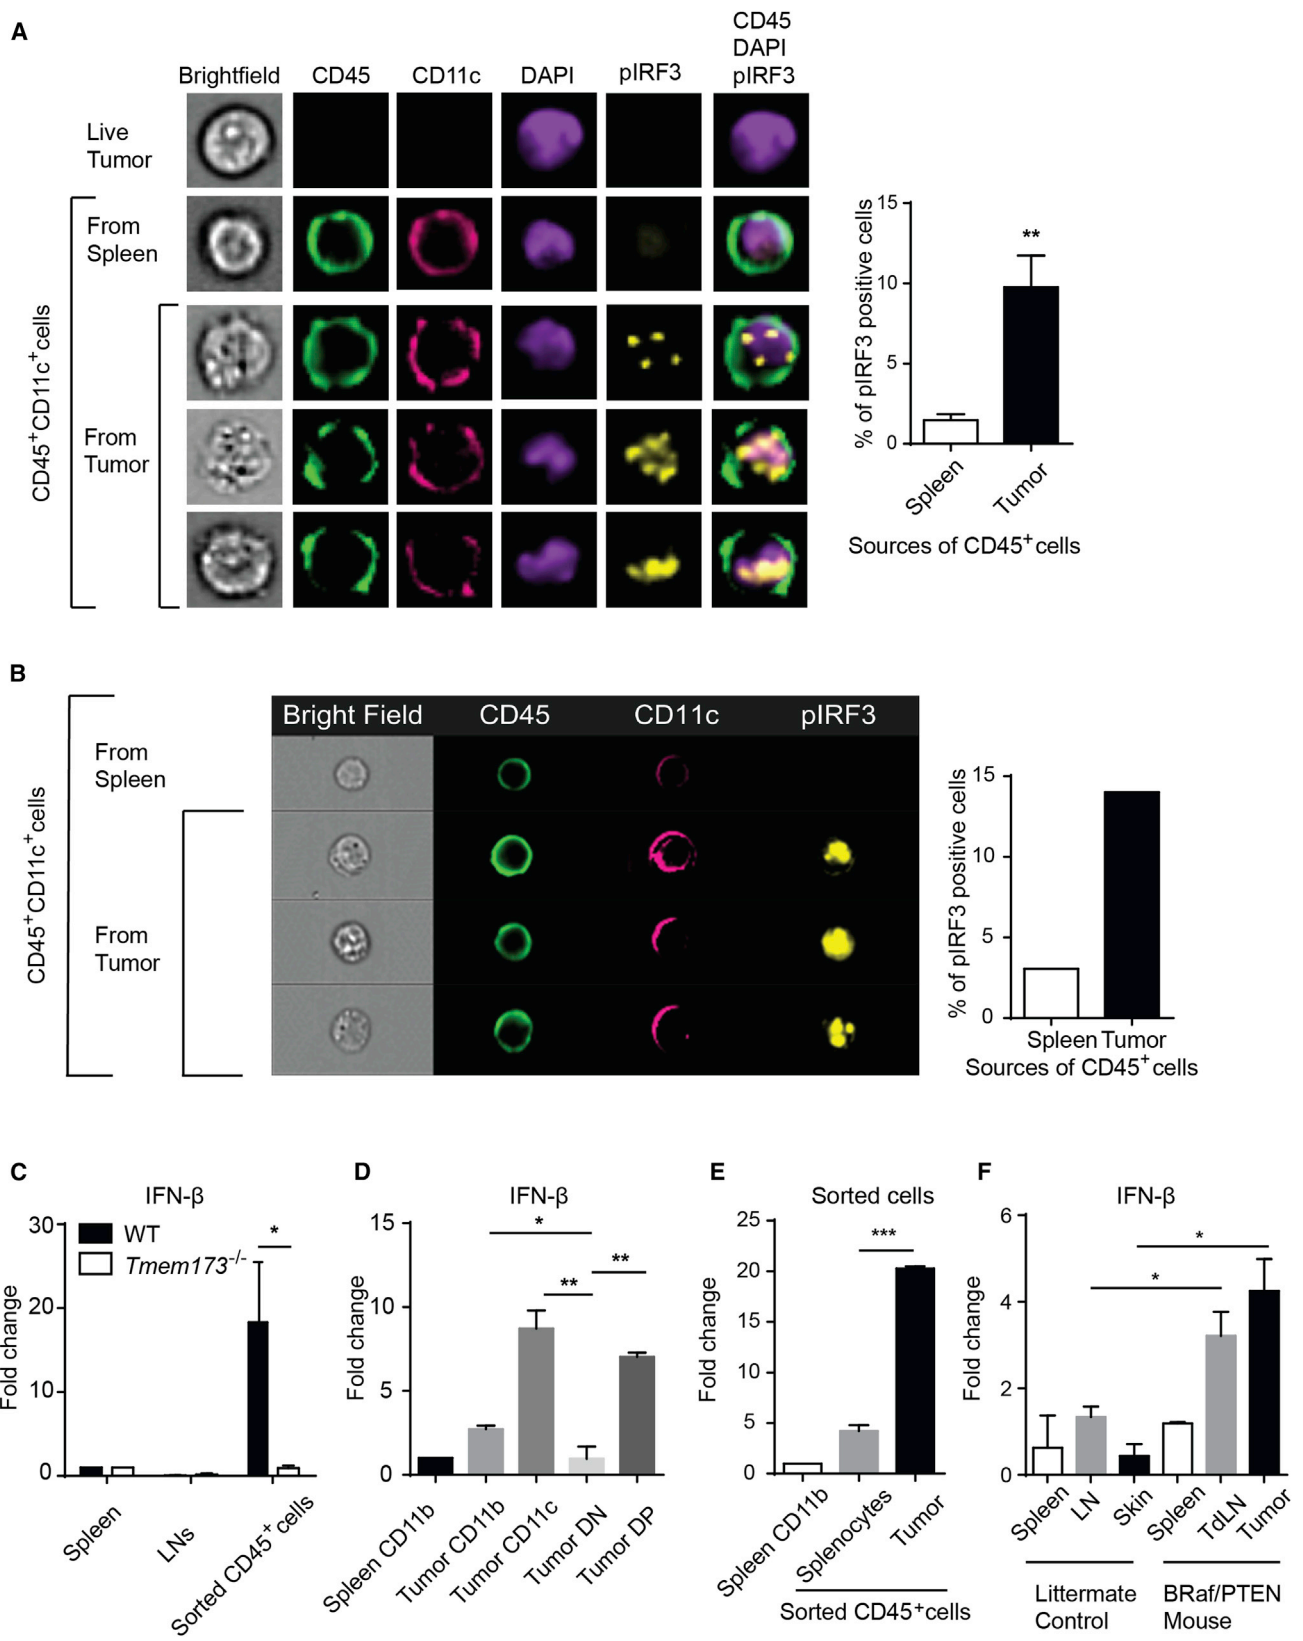 A
Brightfield
CD45
CD11c
DAPI
pIRF3
CD45
DAPI
pIRF3
Live
Tumor
From
Spleen
From
Tumor
CD45+CD11c+cells
% of pIRF3 positive cells
15
10
5
0
**
Spleen
Tumor
Sources of CD45+cells
B
Bright Field
CD45
CD11c
pIRF3
From
Spleen
From
Tumor
CD45+CD11c+cells
% of pIRF3 positive cells
15
10
5
0
Spleen Tumor
Sources of CD45+cells
C
IFN-β
WT
Tmem173-/-
*
Fold change
30
20
10
0
Spleen
LNs
Sorted CD45+cells
D
IFN-β
*
**
**
Fold change
15
10
5
0
Spleen CD11b
Tumor CD11b
Tumor CD11c
Tumor DN
Tumor DP
E
Sorted cells
***
Fold change
25
20
15
10
5
0
Spleen CD11b
Splenocytes
Tumor
Sorted CD45+cells
F
IFN-β
*
*
Fold change
6
4
2
0
Spleen
LN
Skin
Spleen
TdLN
Tumor
Littermate
Control
BRaf/PTEN
Mouse